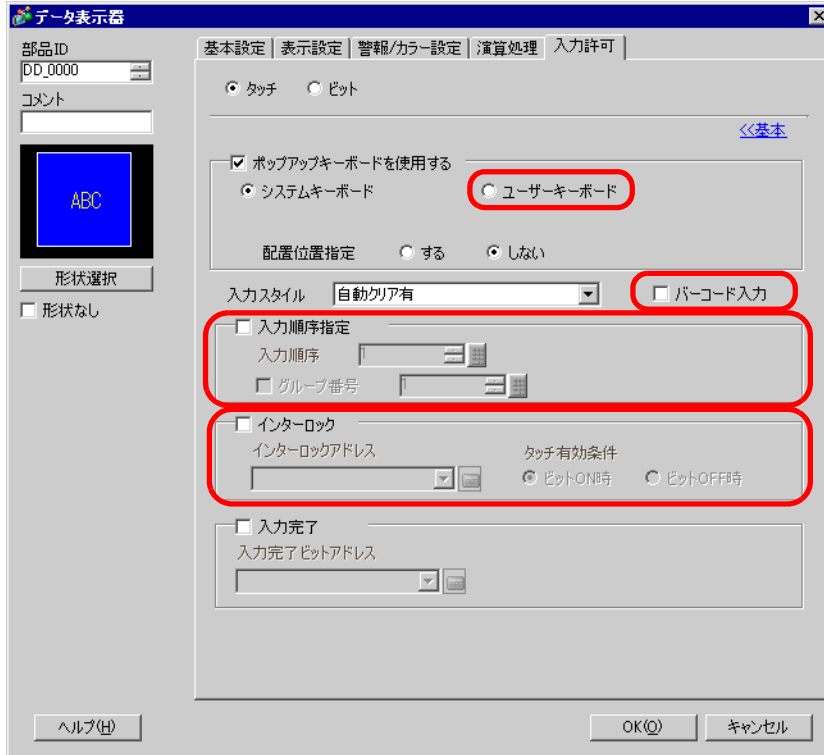 データ表示器
部品ID
DD_0000
コメント
ABC
形状選択
形状なし
基本設定 表示設定 警報/カラー設定 演算処理 入力許可
タッチ ビット
<<基本
ポップアップキーボードを使用する
システムキーボード ユーザーキーボード
配置位置指定 する しない
入力スタイル 自動クリア有 バーコード入力
入力順序指定
入力順序 1
グループ番号 1
インターロック
インターロックアドレス タッチ有効条件
ビットON時 ビットOFF時
入力完了
入力完了ビットアドレス
ヘルプ(H) OK(O) キャンセル